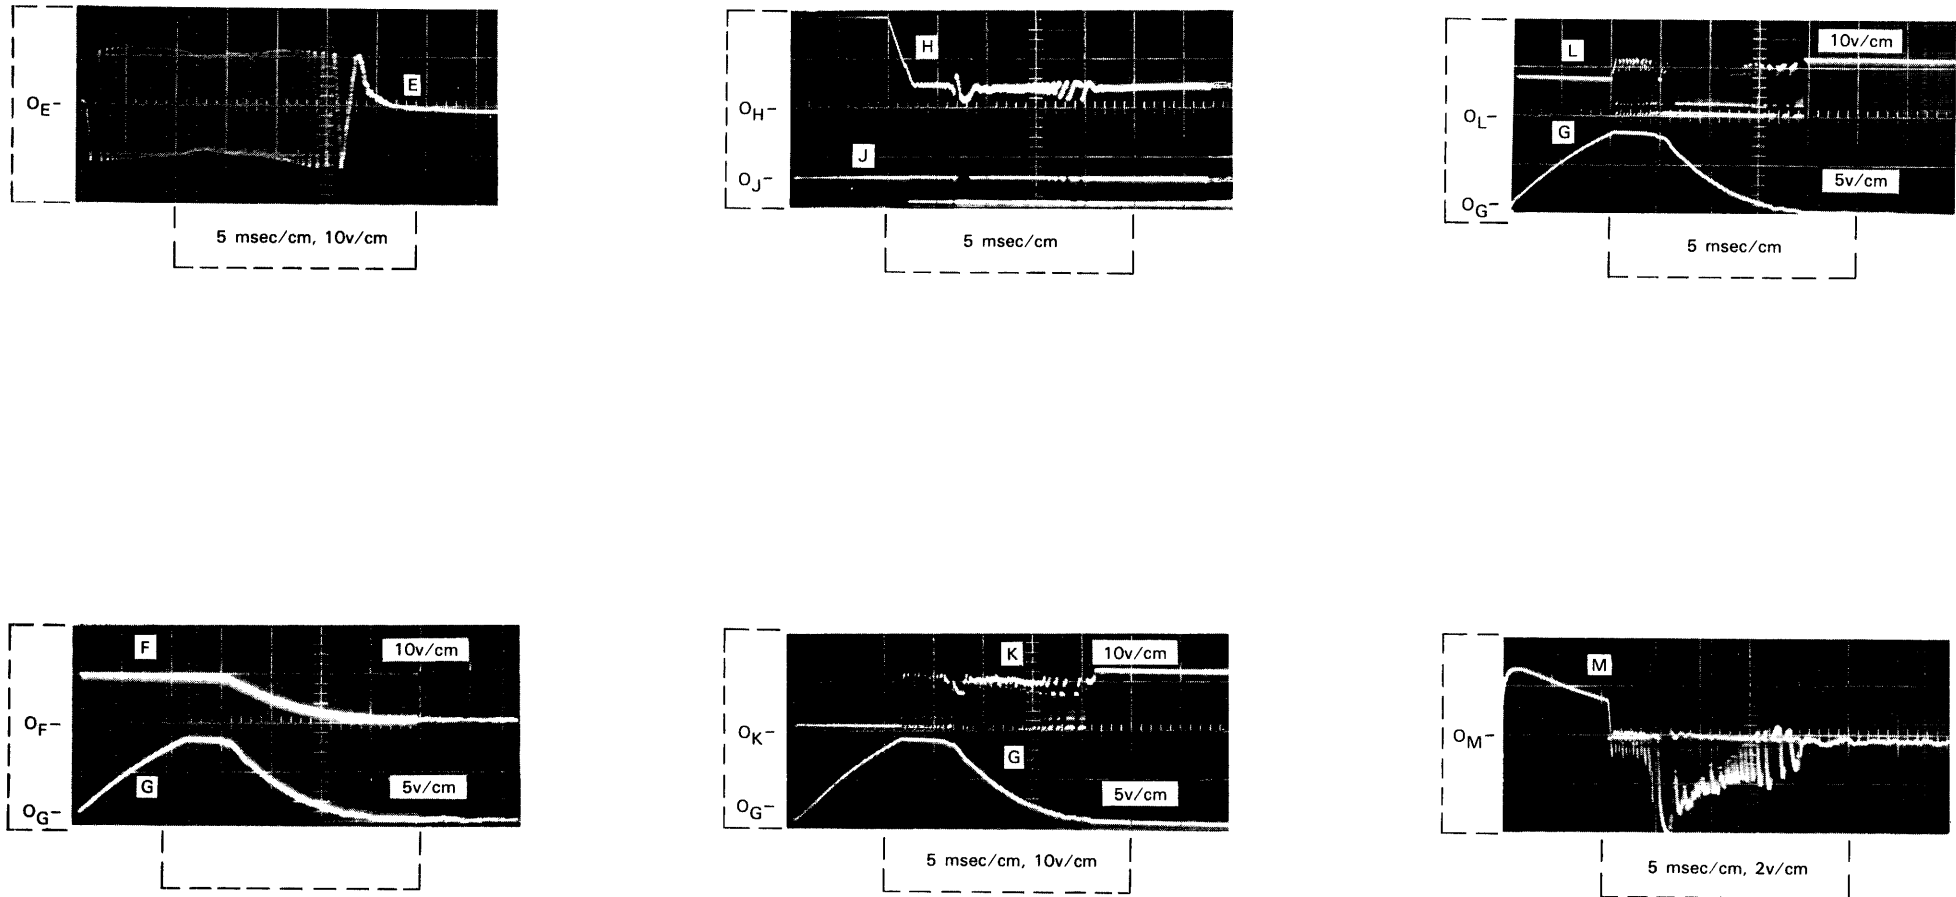 E
O_E-
5 msec/cm, 10v/cm
H
O_H-
J
O_J-
5 msec/cm
L
10v/cm
O_L-
G
5v/cm
O_G-
5 msec/cm
F
10v/cm
O_F-
G
5v/cm
O_G-
K
10v/cm
O_K-
G
5v/cm
O_G-
5 msec/cm, 10v/cm
M
O_M-
5 msec/cm, 2v/cm